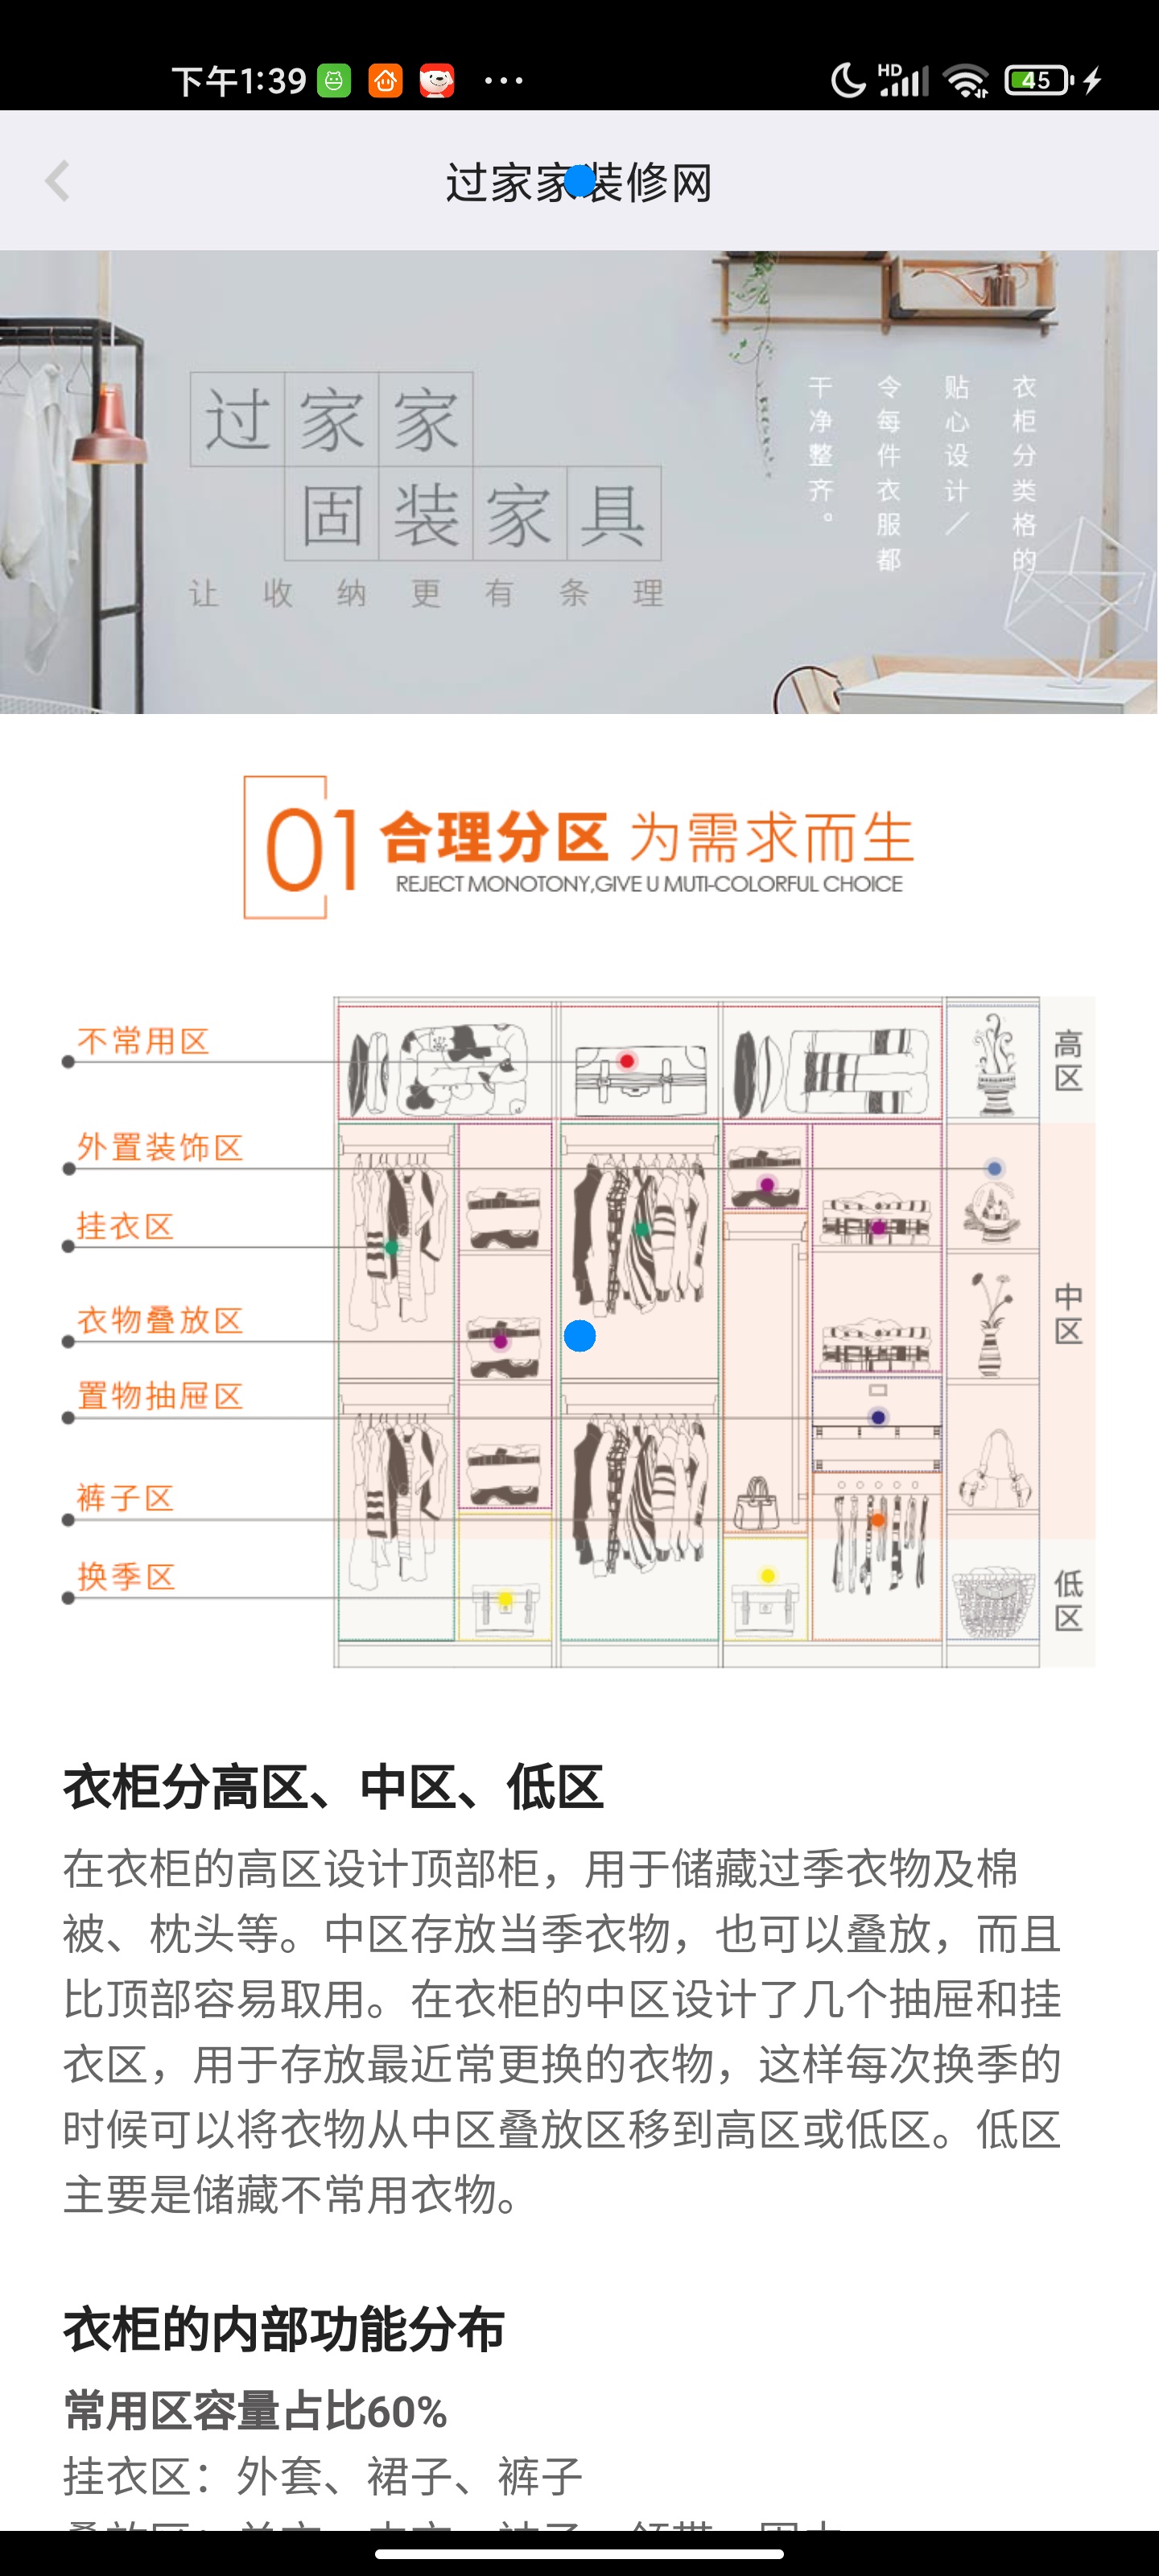 下午1:39
HD
45
过家家装修网
过家家
固装家具
让收纳更有条理
衣柜分类格的
贴心设计／
令每件衣服都
干净整齐。
01 合理分区 为需求而生
REJECT MONOTONY,GIVE U MUTI-COLORFUL CHOICE
不常用区
外置装饰区
挂衣区
衣物叠放区
置物抽屉区
裤子区
换季区
高区
中区
低区
衣柜分高区、中区、低区
在衣柜的高区设计顶部柜，用于储藏过季衣物及棉
被、枕头等。中区存放当季衣物，也可以叠放，而且
比顶部容易取用。在衣柜的中区设计了几个抽屉和挂
衣区，用于存放最近常更换的衣物，这样每次换季的
时候可以将衣物从中区叠放区移到高区或低区。低区
主要是储藏不常用衣物。
衣柜的内部功能分布
常用区容量占比60%
挂衣区：外套、裙子、裤子